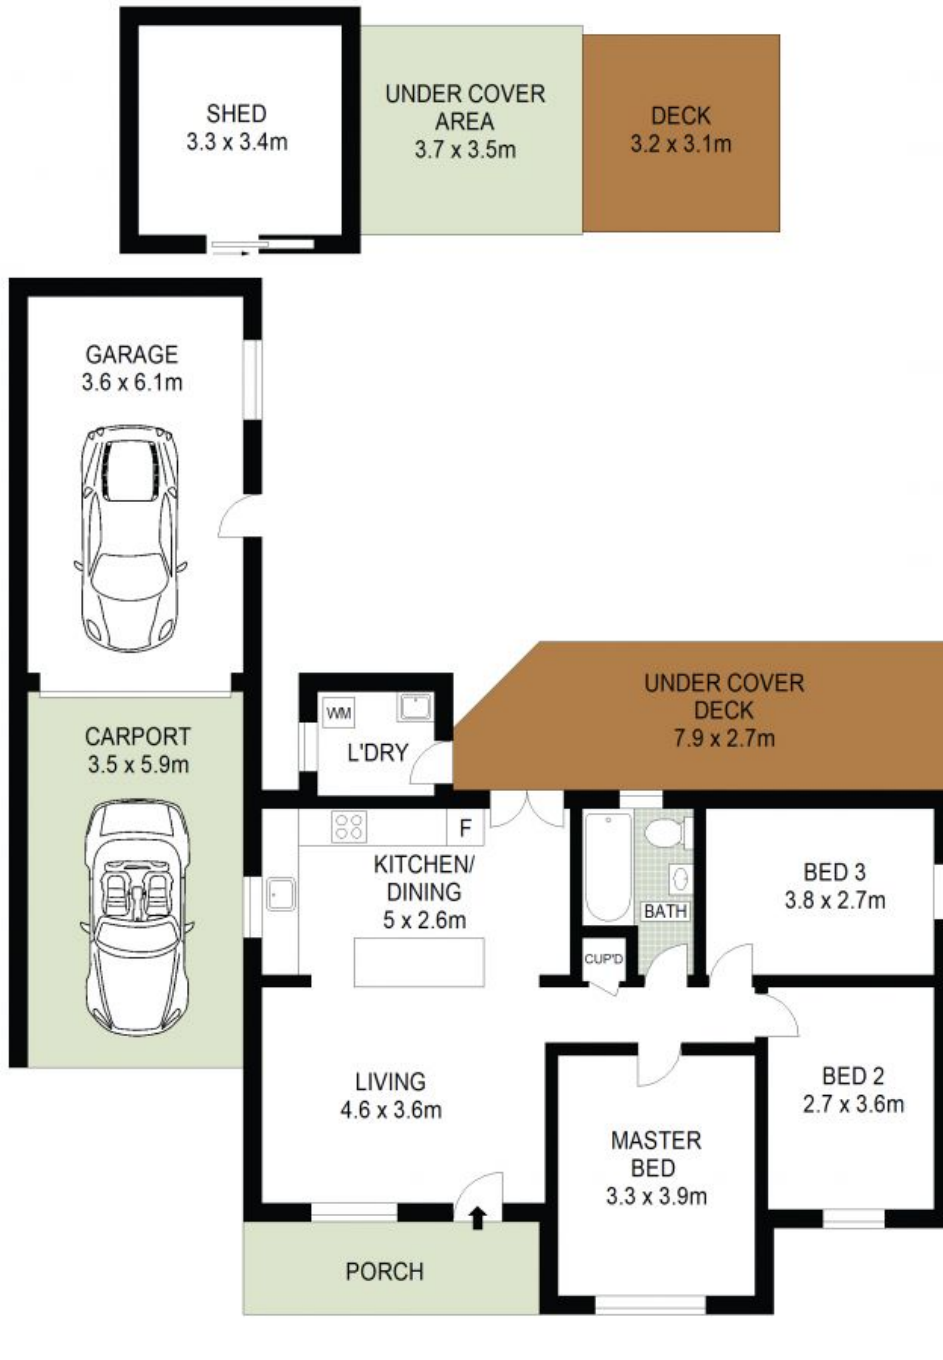 SHED
3.3 x 3.4m
UNDER COVER
AREA
3.7 x 3.5m
DECK
3.2 x 3.1m
GARAGE
3.6 x 6.1m
CARPORT
3.5 x 5.9m
WM
L'DRY
UNDER COVER
DECK
7.9 x 2.7m
F
KITCHEN/
DINING
5 x 2.6m
BATH
CUP'D
BED 3
3.8 x 2.7m
LIVING
4.6 x 3.6m
MASTER
BED
3.3 x 3.9m
BED 2
2.7 x 3.6m
PORCH